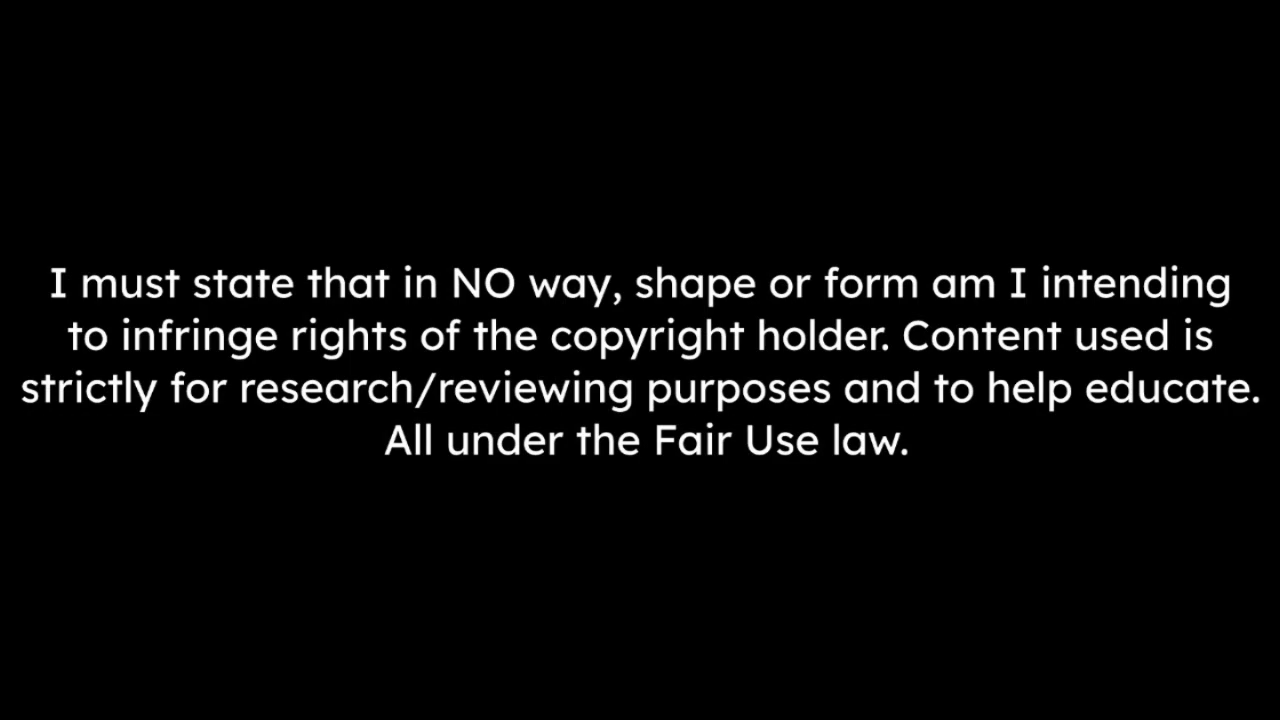 I must state that in NO way, shape or form am I intending
to infringe rights of the copyright holder. Content used is
strictly for research/reviewing purposes and to help educate.
All under the Fair Use law.